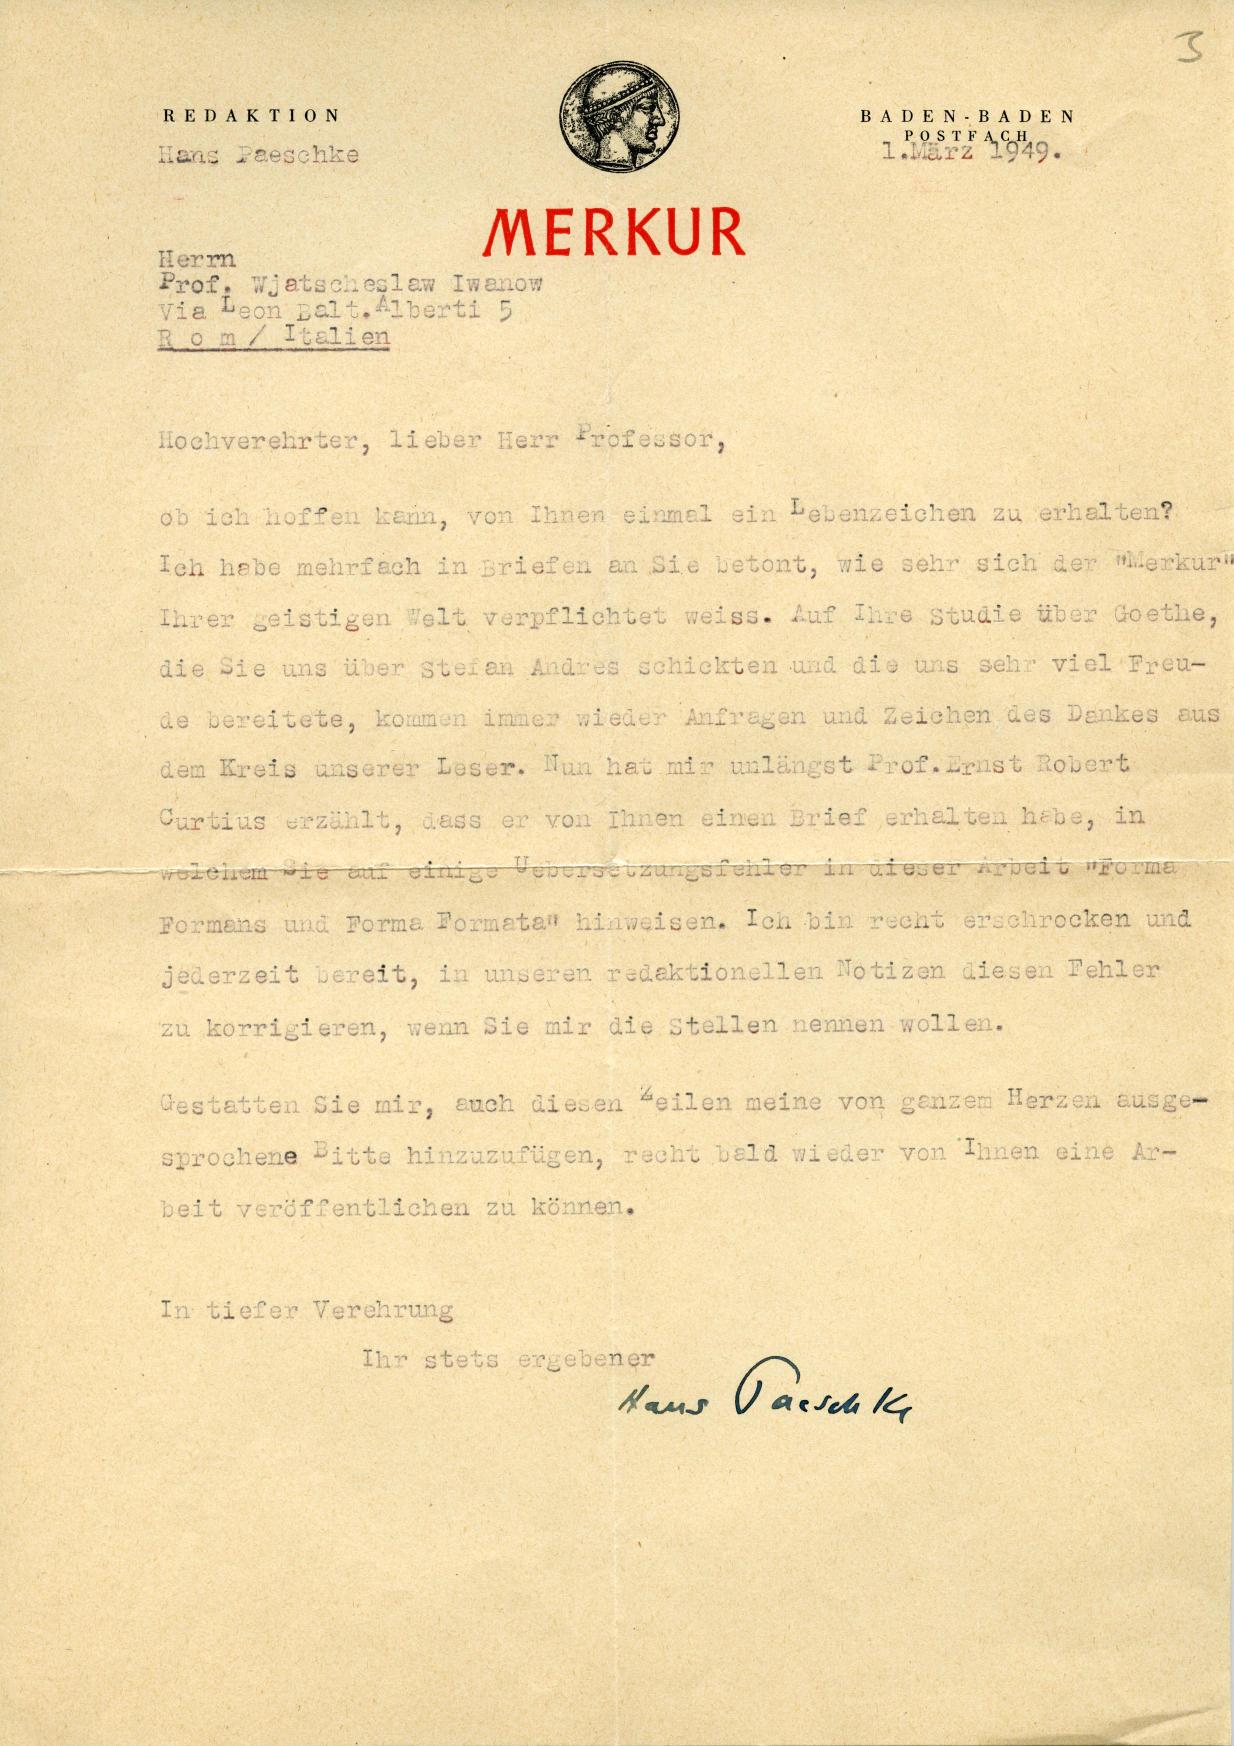 3
REDAKTION
Hans Paeschke
BADEN-BADEN
POSTFACH
1.März 1949.
MERKUR
Herrn
Prof. Wjatscheslaw Iwanow
Via Leon Balt.Alberti 5
R o m / Italien
Hochverehrter, lieber Herr Professor,
ob ich hoffen kann, von Ihnen einmal ein Lebenzeichen zu erhalten?
Ich habe mehrfach in Briefen an Sie betont, wie sehr sich der "Merkur"
Ihrer geistigen Welt verpflichtet weiss. Auf Ihre Studie über Goethe,
die Sie uns über Stefan Andres schickten und die uns sehr viel Freu-
de bereitete, kommen immer wieder Anfragen und Zeichen des Dankes aus
dem Kreis unserer Leser. Nun hat mir unlängst Prof.Ernst Robert
Curtius erzählt, dass er von Ihnen einen Brief erhalten habe, in
welchem Sie auf einige Uebersetzungsfehler in dieser Arbeit "Forma
Formans und Forma Formata" hinweisen. Ich bin recht erschrocken und
jederzeit bereit, in unseren redaktionellen Notizen diesen Fehler
zu korrigieren, wenn Sie mir die Stellen nennen wollen.
Gestatten Sie mir, auch diesen Zeilen meine von ganzem Herzen ausge-
sprochene Bitte hinzuzufügen, recht bald wieder von Ihnen eine Ar-
beit veröffentlichen zu können.
In tiefer Verehrung
Ihr stets ergebener
Hans Paeschke